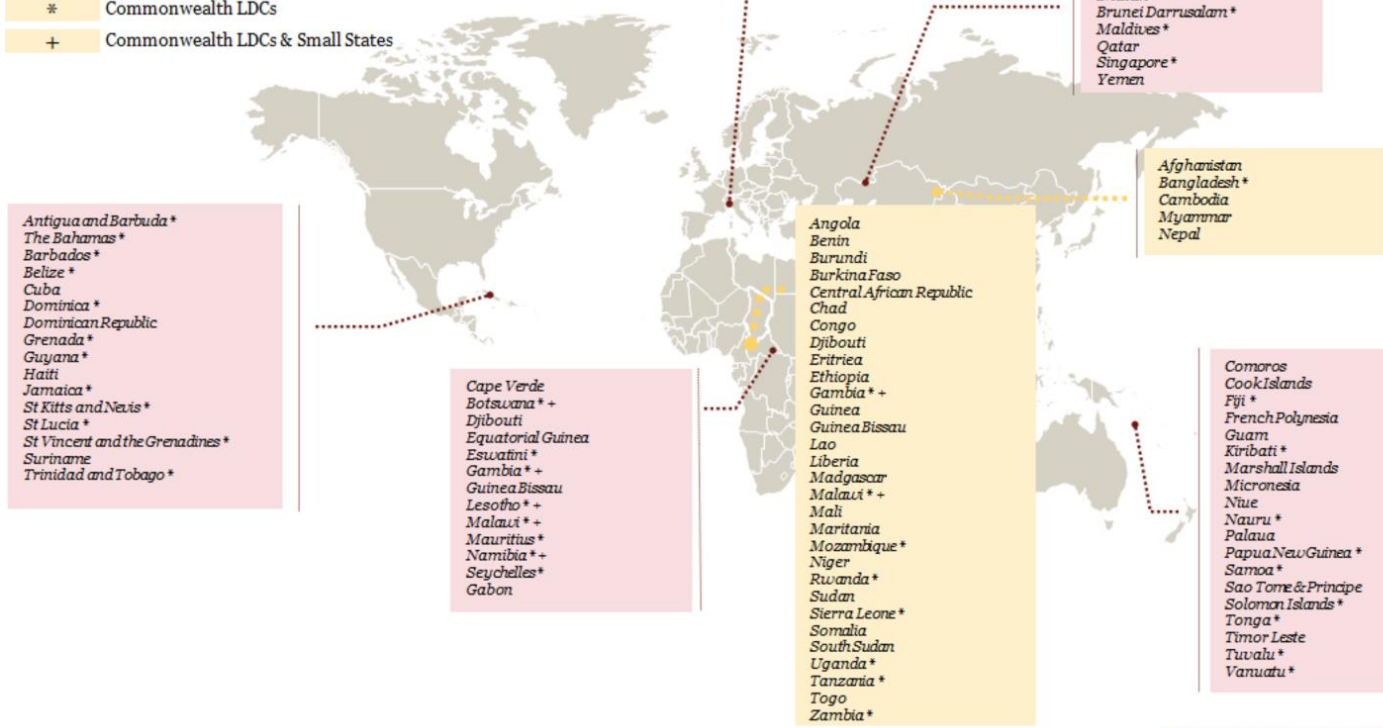 * Commonwealth LDCs
+ Commonwealth LDCs & Small States
Brunei Darrusalam *
Maldives *
Qatar
Singapore *
Yemen
Afghanistan
Bangladesh *
Cambodia
Myammar
Nepal
Antigua and Barbuda *
The Bahamas *
Barbados *
Belize *
Cuba
Dominica *
Dominican Republic
Grenada *
Guyana *
Haiti
Jamaica *
St Kitts and Nevis *
St Lucia *
St Vincent and the Grenadines *
Suriname
Trinidad and Tobago *
Cape Verde
Botswana * +
Djibouti
Equatorial Guinea
Eswatini *
Gambia * +
Guinea Bissau
Lesotho * +
Malawi * +
Mauritius *
Namibia * +
Seychelles *
Gabon
Angola
Benin
Burundi
Burkina Faso
Central African Republic
Chad
Congo
Djibouti
Eritriea
Ethiopia
Gambia * +
Guinea
Guinea Bissau
Lao
Liberia
Madgascar
Malawi * +
Mali
Maritania
Mozambique *
Niger
Rwanda *
Sudan
Sierra Leone *
Somalia
South Sudan
Uganda *
Tanzania *
Togo
Zambia *
Comoros
Cook Islands
Fiji *
French Polynesia
Guam
Kiribati *
Marshall Islands
Micronesia
Niue
Nauru *
Palaua
Papua New Guinea *
Samoa *
Sao Tome & Principe
Solomon Islands *
Tonga *
Timor Leste
Tuvalu *
Vanuatu *